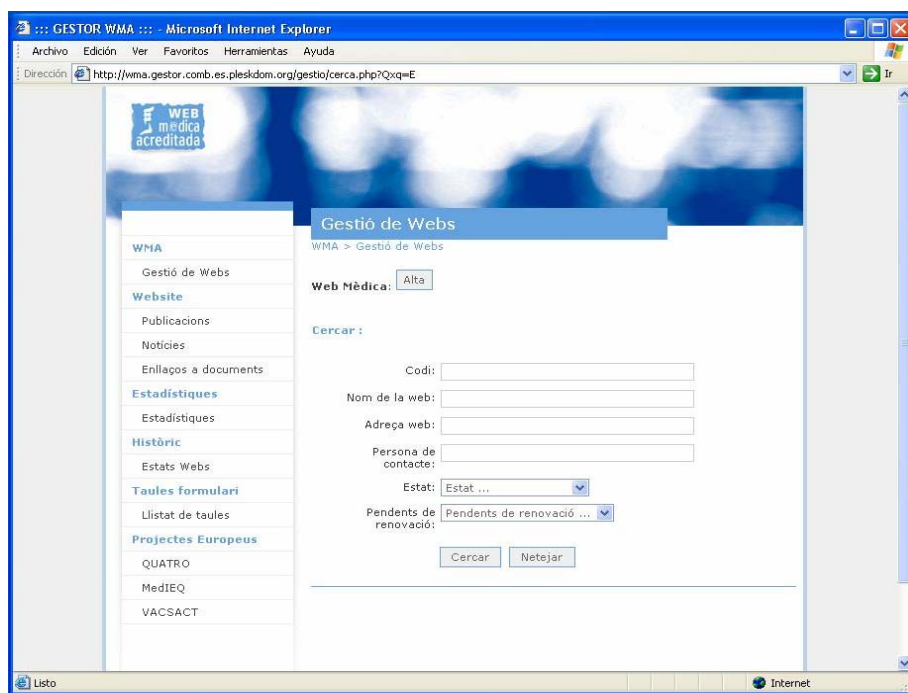 ::: GESTOR WMA ::: - Microsoft Internet Explorer
Archivo Edición Ver Favoritos Herramientas Ayuda
Dirección http://wma.gestor.comb.es.pleskdom.org/gestio/cerca.php?Qxq=E Ir
WEB
mèdica
acreditada
Gestió de Webs
WMA > Gestió de Webs
WMA
Gestió de Webs
Website
Publicacions
Notícies
Enllaços a documents
Estadístiques
Estadístiques
Històric
Estats Webs
Taules formulari
Llistat de taules
Projectes Europeus
QUATRO
MedIEQ
VACSACT
Web Mèdica: Alta
Cercar :
Codi:
Nom de la web:
Adreça web:
Persona de
contacte:
Estat: Estat ...
Pendents de
renovació: Pendents de renovació ...
Cercar Netejar
Listo Internet